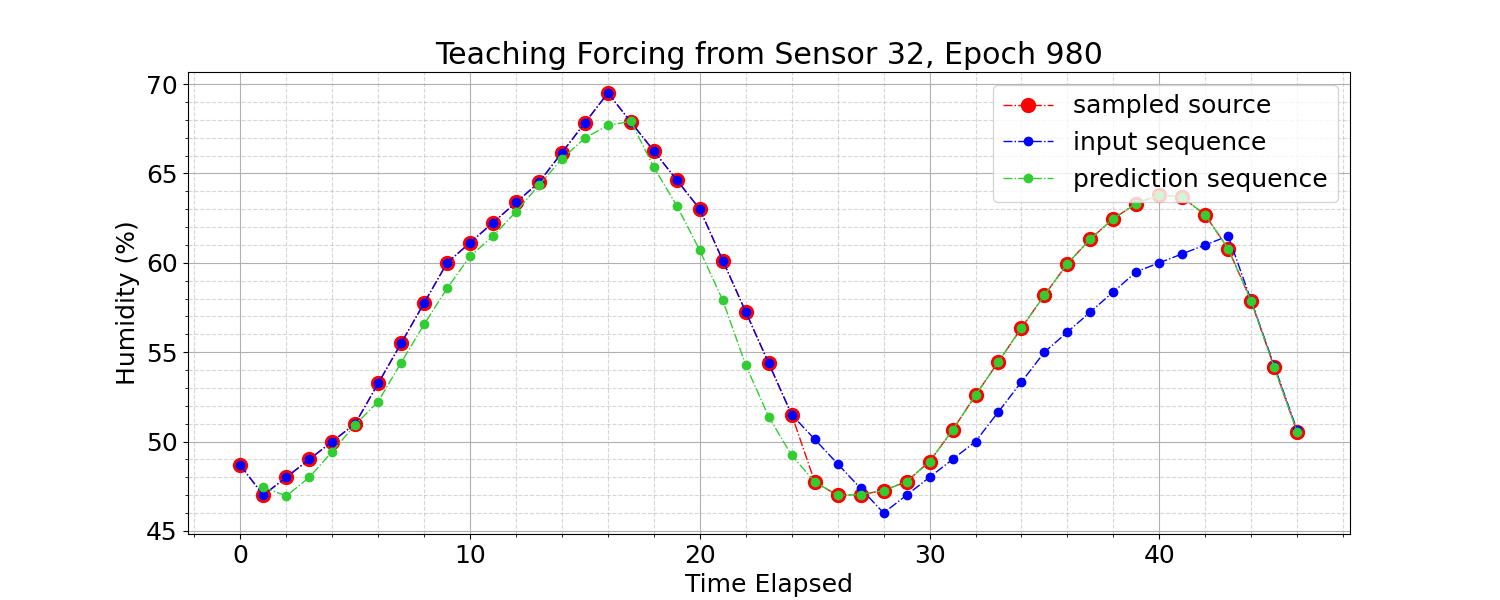 Teaching Forcing from Sensor 32, Epoch 980
70
65
60
55
50
45
Humidity (%)
sampled source
input sequence
prediction sequence
0 10 20 30 40
Time Elapsed